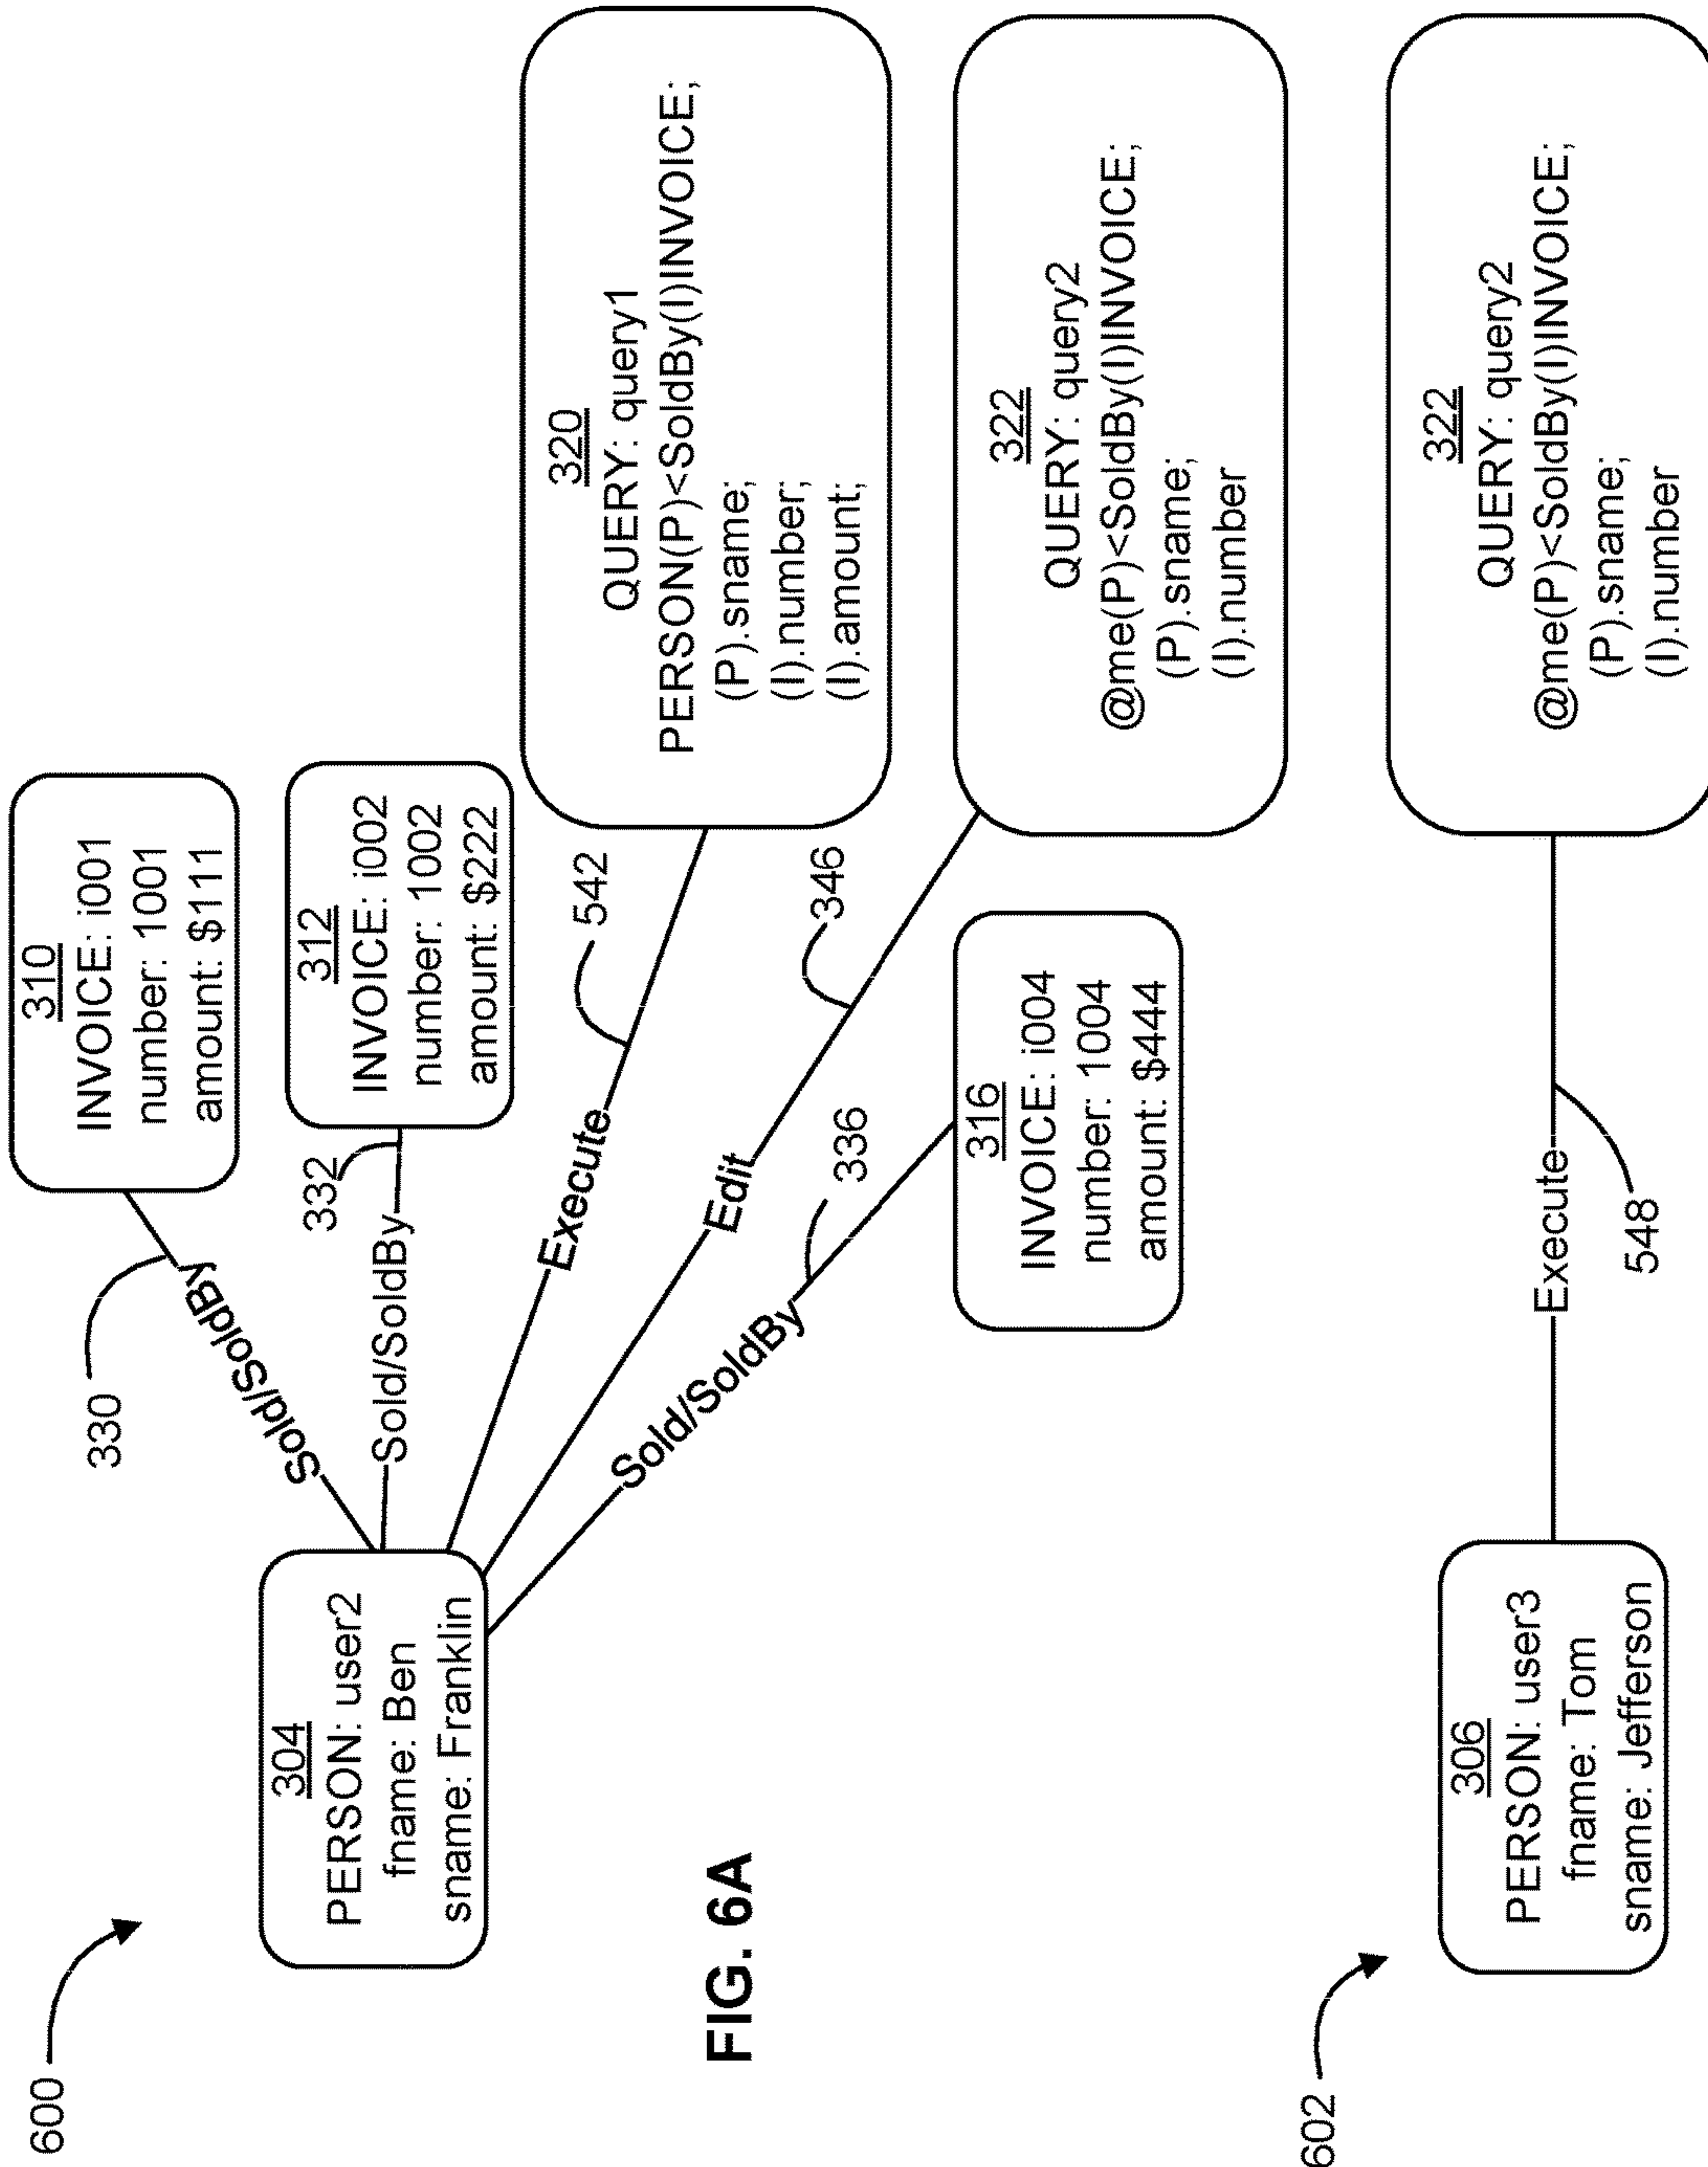 600
330
Sold/SoldBy
310
INVOICE: i001
number: 1001
amount: $111
304
PERSON: user2
fname: Ben
sname: Franklin
332
Sold/SoldBy
312
INVOICE: i002
number: 1002
amount: $222
Execute
542
320
QUERY: query1
PERSON(P)<SoldBy(I)INVOICE;
(P).sname;
(I).number;
(I).amount;
Edit
346
322
QUERY: query2
@me(P)<SoldBy(I)INVOICE;
(P).sname;
(I).number
Sold/SoldBy
336
316
INVOICE: i004
number: 1004
amount: $444
FIG. 6A
602
306
PERSON: user3
fname: Tom
sname: Jefferson
Execute
548
322
QUERY: query2
@me(P)<SoldBy(I)INVOICE;
(P).sname;
(I).number